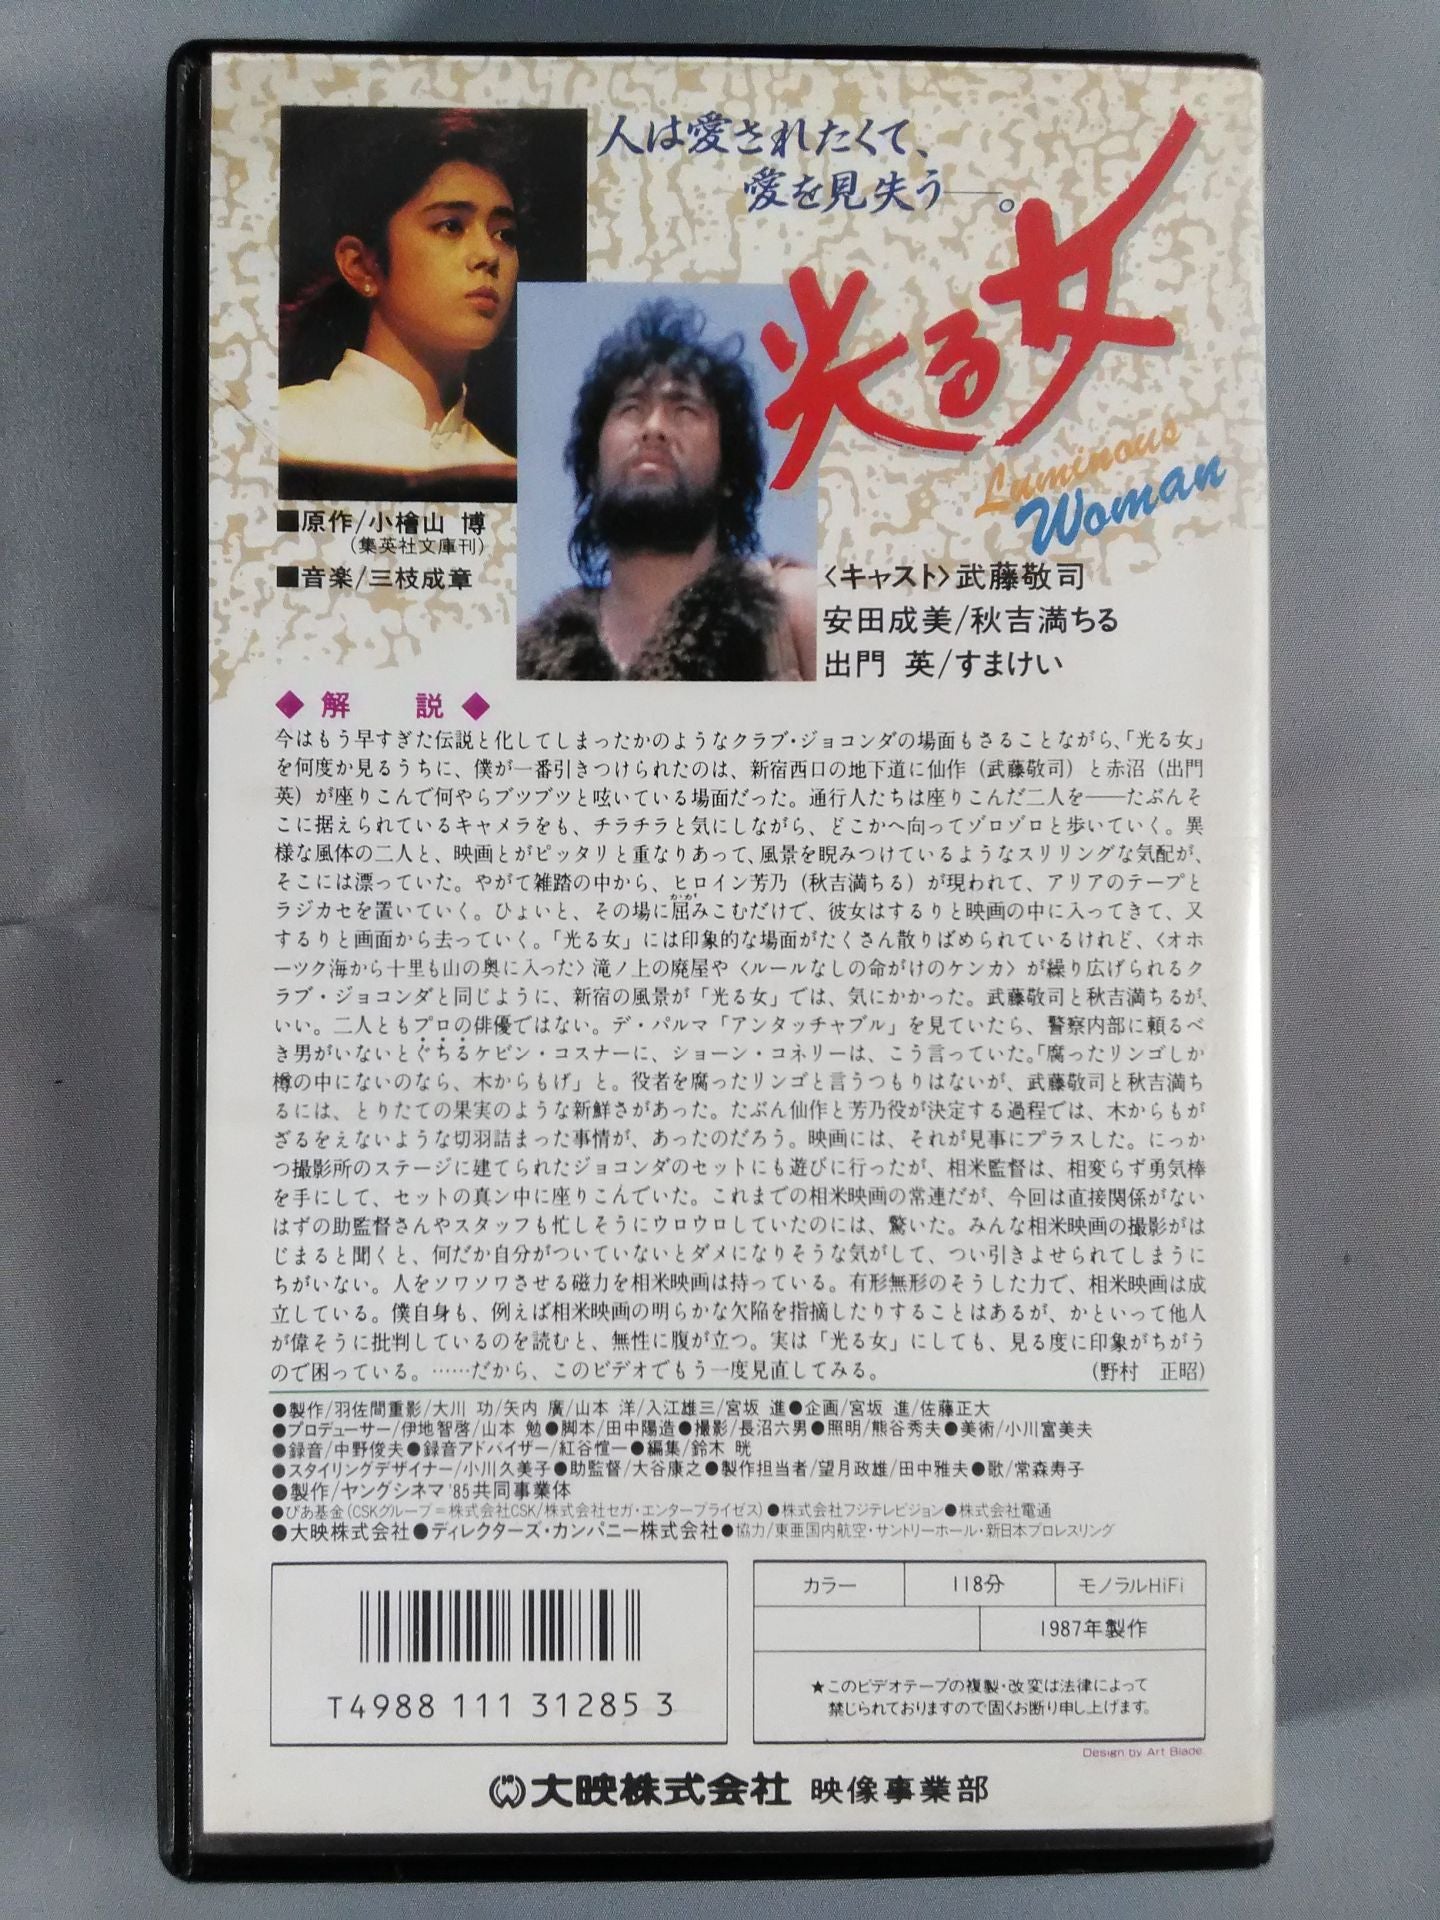 人は愛されたくて、
愛を見失う──。
光る女
Luminous
Woman
■原作/小檜山 博
(集英社文庫刊)
■音楽/三枝成章
〈キャスト〉武藤敬司
安田成美/秋吉満ちる
出門 英/すまけい
◆解 説◆
今はもう早すぎた伝説と化してしまったかのようなクラブ・ジョコンダの場面もさることながら、「光る女」
を何度か見るうちに、僕が一番引きつけられたのは、新宿西口の地下道に仙作(武藤敬司)と赤沼(出門
英)が座りこんで何やらブツブツと呟いている場面だった。通行人たちは座りこんだ二人を――たぶんそ
こに据えられているキャメラをも、チラチラと気にしながら、どこかへ向ってゾロゾロと歩いていく。異
様な風体の二人と、映画とがピッタリと重なりあって、風景を睨みつけているようなスリリングな気配が、
そこには漂っていた。やがて雑踏の中から、ヒロイン芳乃(秋吉満ちる)が現われて、アリアのテープと
ラジカセを置いていく。ひょいと、その場に屈みこむだけで、彼女はするりと映画の中に入ってきて、又
するりと画面から去っていく。「光る女」には印象的な場面がたくさん散りばめられているけれど、〈オホ
ーツク海から十里も山の奥に入った〉滝ノ上の廃屋や〈ルールなしの命がけのケンカ〉が繰り広げられるク
ラブ・ジョコンダと同じように、新宿の風景が「光る女」では、気にかかった。武藤敬司と秋吉満ちるが、
いい。二人ともプロの俳優ではない。デ・パルマ「アンタッチャブル」を見ていたら、警察内部に頼るべ
き男がいないとぐちるケビン・コスナーに、ショーン・コネリーは、こう言っていた。「腐ったリンゴしか
樽の中にないのなら、木からもげ」と。役者を腐ったリンゴと言うつもりはないが、武藤敬司と秋吉満ち
るには、とりたての果実のような新鮮さがあった。たぶん仙作と芳乃役が決定する過程では、木からもが
ざるをえないような切羽詰まった事情が、あったのだろう。映画には、それが見事にプラスした。にっか
つ撮影所のステージに建てられたジョコンダのセットにも遊びに行ったが、相米監督は、相変らず勇気棒
を手にして、セットの真ン中に座りこんでいた。これまでの相米映画の常連だが、今回は直接関係がない
はずの助監督さんやスタッフも忙しそうにウロウロしていたのには、驚いた。みんな相米映画の撮影がは
じまると聞くと、何だか自分がついていないとダメになりそうな気がして、つい引きよせられてしまうに
ちがいない。人をソワソワさせる磁力を相米映画は持っている。有形無形のそうした力で、相米映画は成
立している。僕自身も、例えば相米映画の明らかな欠陥を指摘したりすることはあるが、かといって他人
が偉そうに批判しているのを読むと、無性に腹が立つ。実は「光る女」にしても、見る度に印象がちがう
ので困っている。……だから、このビデオでもう一度見直してみる。 (野村 正昭)
●製作/羽佐間重彰/大川 功/矢内 廣/山本 洋/入江雄三/宮坂 進●企画/宮坂 進/佐藤正大
●プロデューサー/伊地智啓/山本 勉●脚本/田中陽造●撮影/長沼六男●照明/熊谷秀夫●美術/小川富美夫
●録音/中野俊夫●録音アドバイザー/紅谷愃一●編集/鈴木 晄
●スタイリングデザイナー/小川久美子●助監督/大谷康之●製作担当者/望月政雄/田中雅夫●歌/常森寿子
●製作/ヤングシネマ'85共同事業体
●ぴあ基金(CSKグループ=株式会社CSK/株式会社セガ・エンタープライゼス)●株式会社フジテレビジョン●株式会社電通
●大映株式会社●ディレクターズ・カンパニー株式会社●協力/東亜国内航空・サントリーホール・新日本プロレスリング
カラー 118分 モノラルHiFi
1987年製作
★このビデオテープの複製・改変は法律によって
禁じられておりますので固くお断り申し上げます。
T4988 111 31285 3
Design by Art Blade
大映株式会社 映像事業部